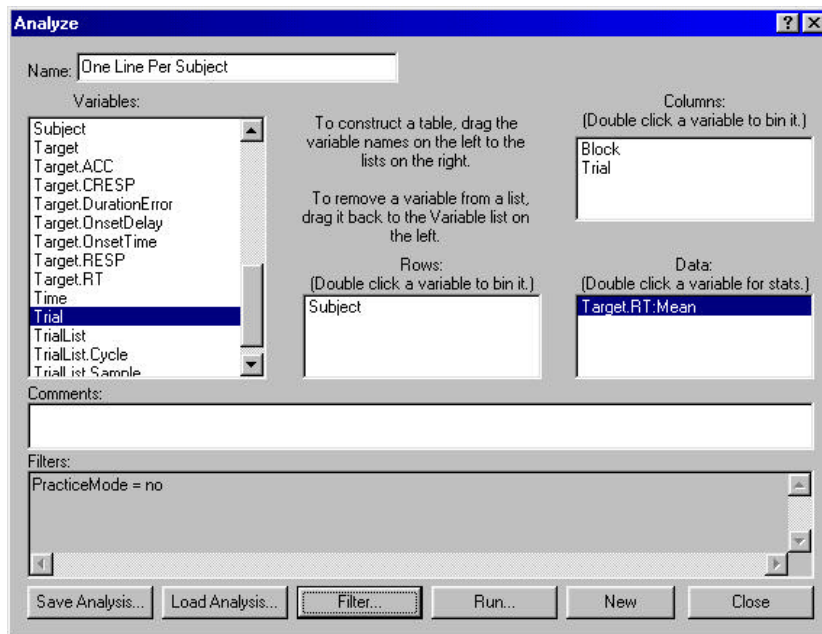 Analyze
Name: One Line Per Subject
Variables:
Subject
Target
Target.ACC
Target.CRESP
Target.DurationError
Target.OnsetDelay
Target.OnsetTime
Target.RESP
Target.RT
Time
Trial
TrialList
TrialList.Cycle
TrialList.Sample
To construct a table, drag the
variable names on the left to the
lists on the right.
To remove a variable from a list,
drag it back to the Variable list on
the left.
Columns:
(Double click a variable to bin it.)
Block
Trial
Rows:
(Double click a variable to bin it.)
Subject
Data:
(Double click a variable for stats.)
Target.RT:Mean
Comments:
Filters:
PracticeMode = no
Save Analysis...
Load Analysis...
Filter...
Run...
New
Close